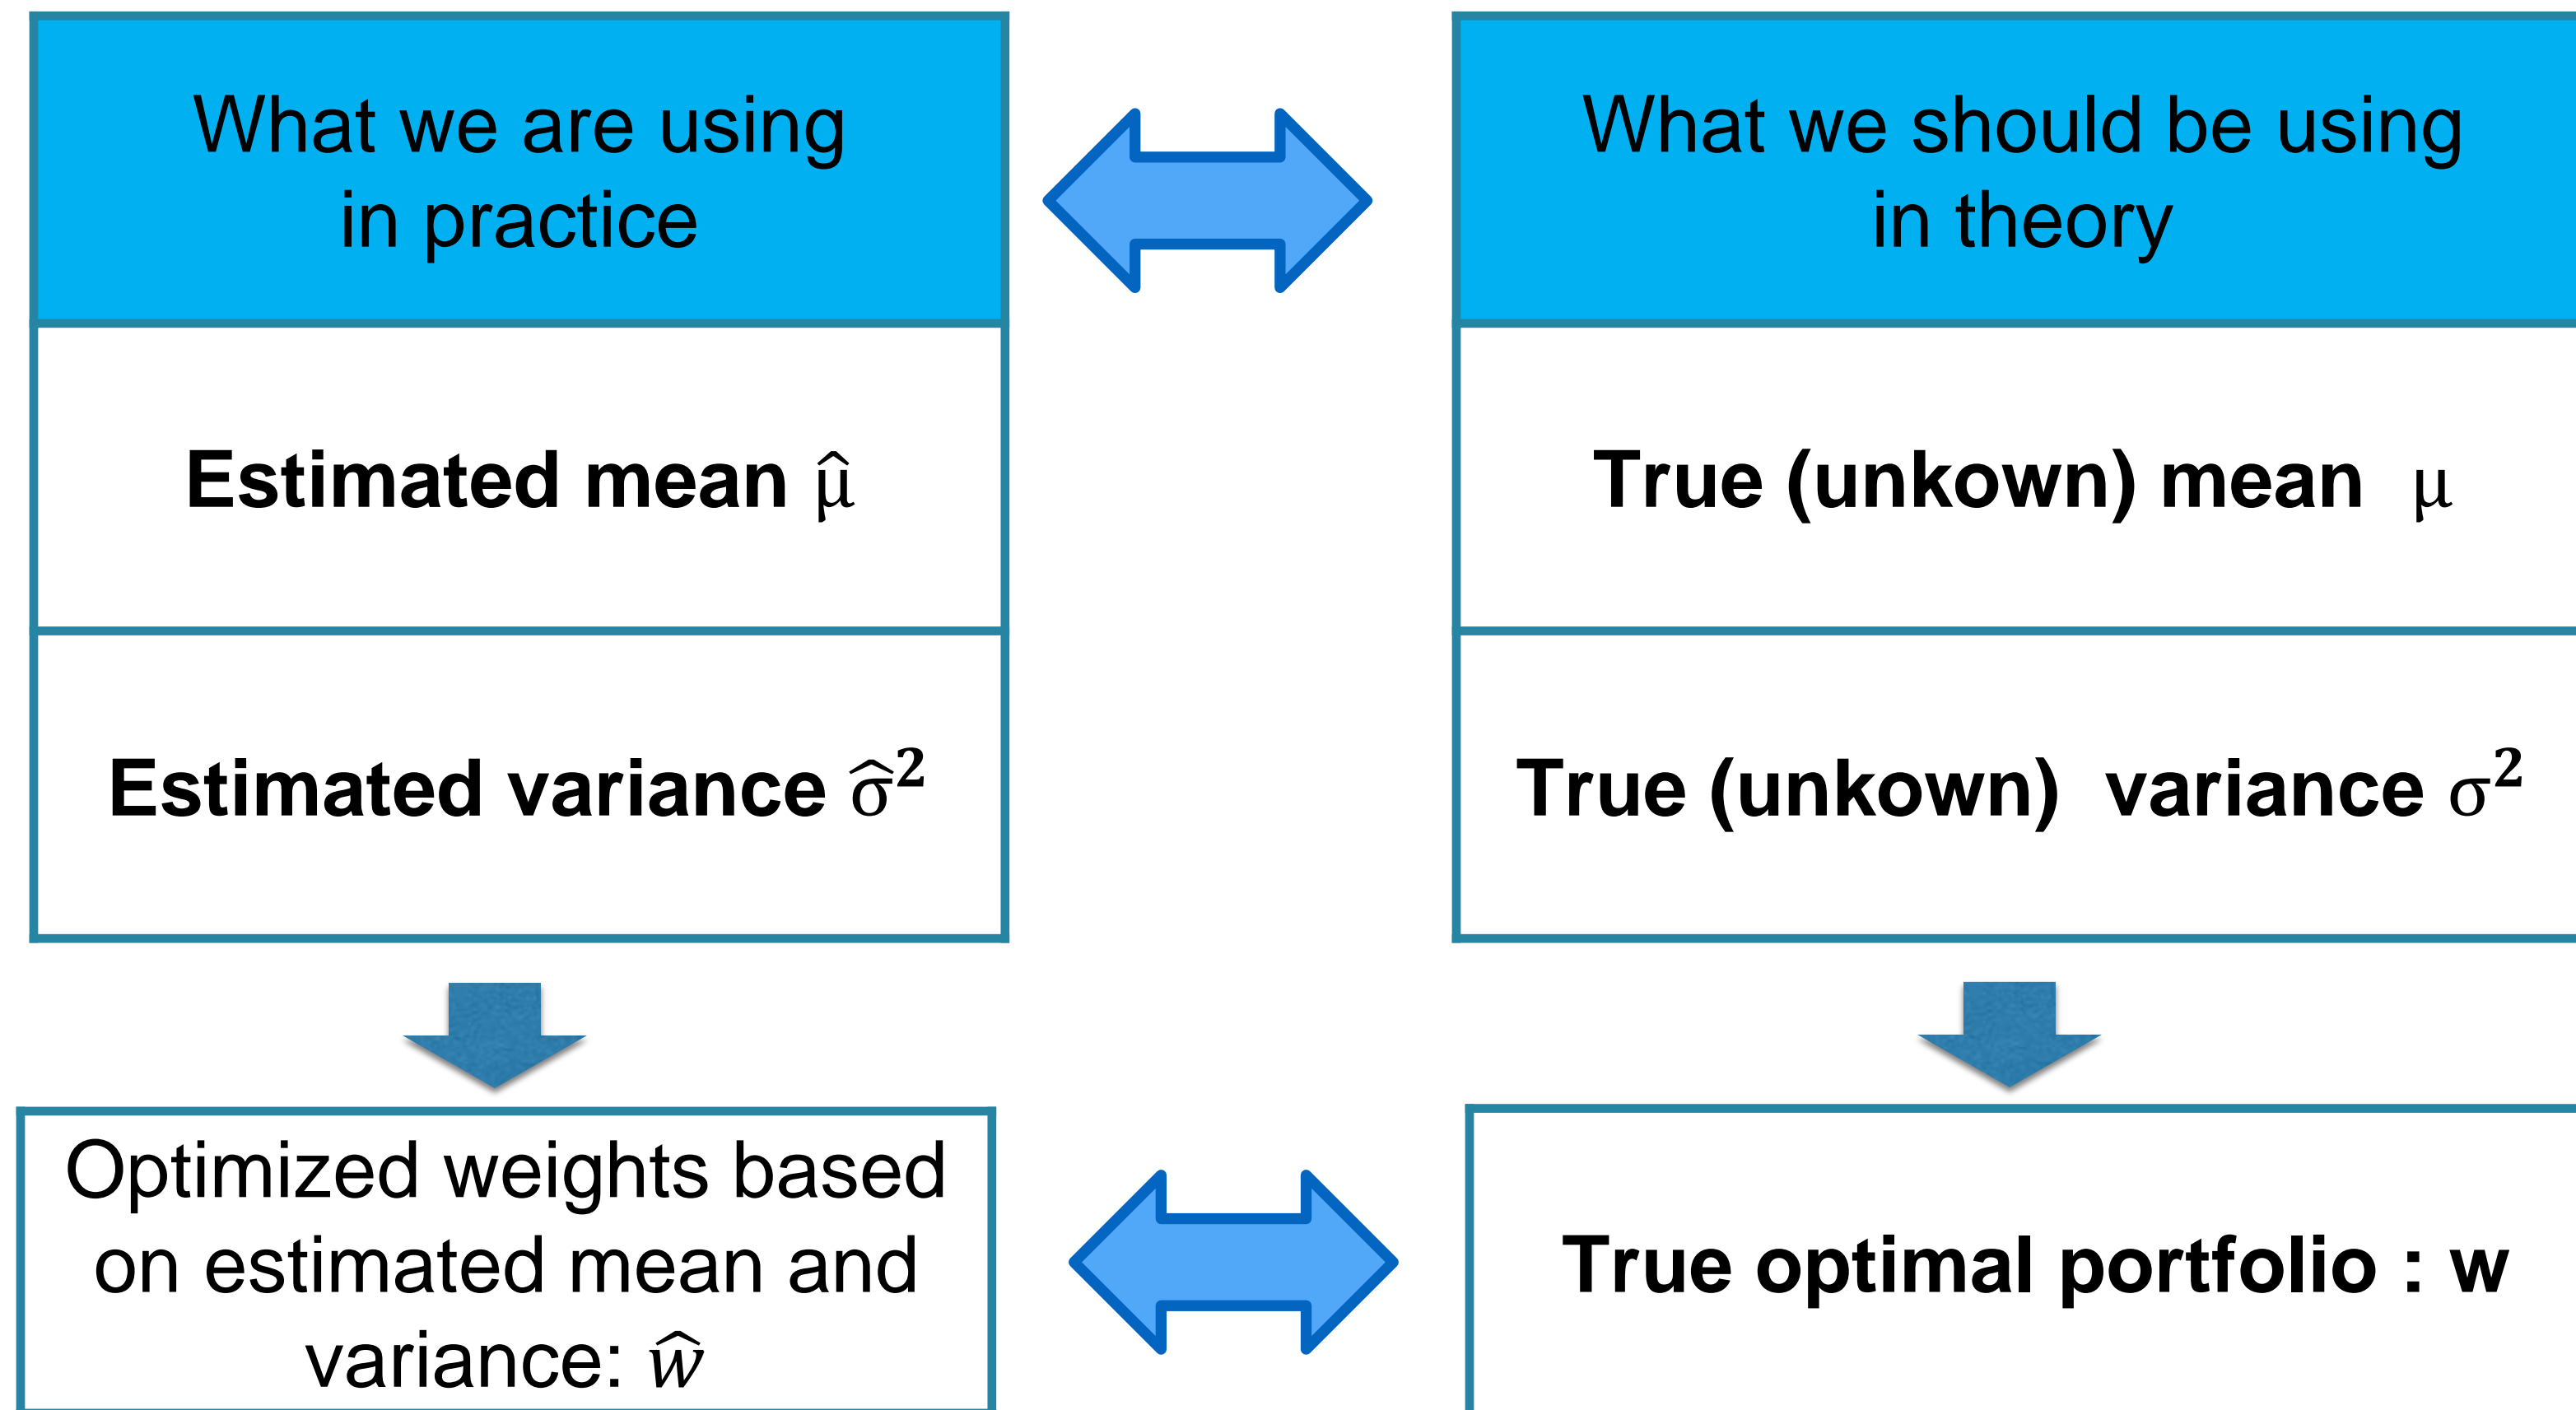 What we are using
in practice
What we should be using
in theory
Estimated mean μ̂
True (unkown) mean μ
Estimated variance σ̂²
True (unkown) variance σ²
Optimized weights based
on estimated mean and
variance: ŵ
True optimal portfolio : w